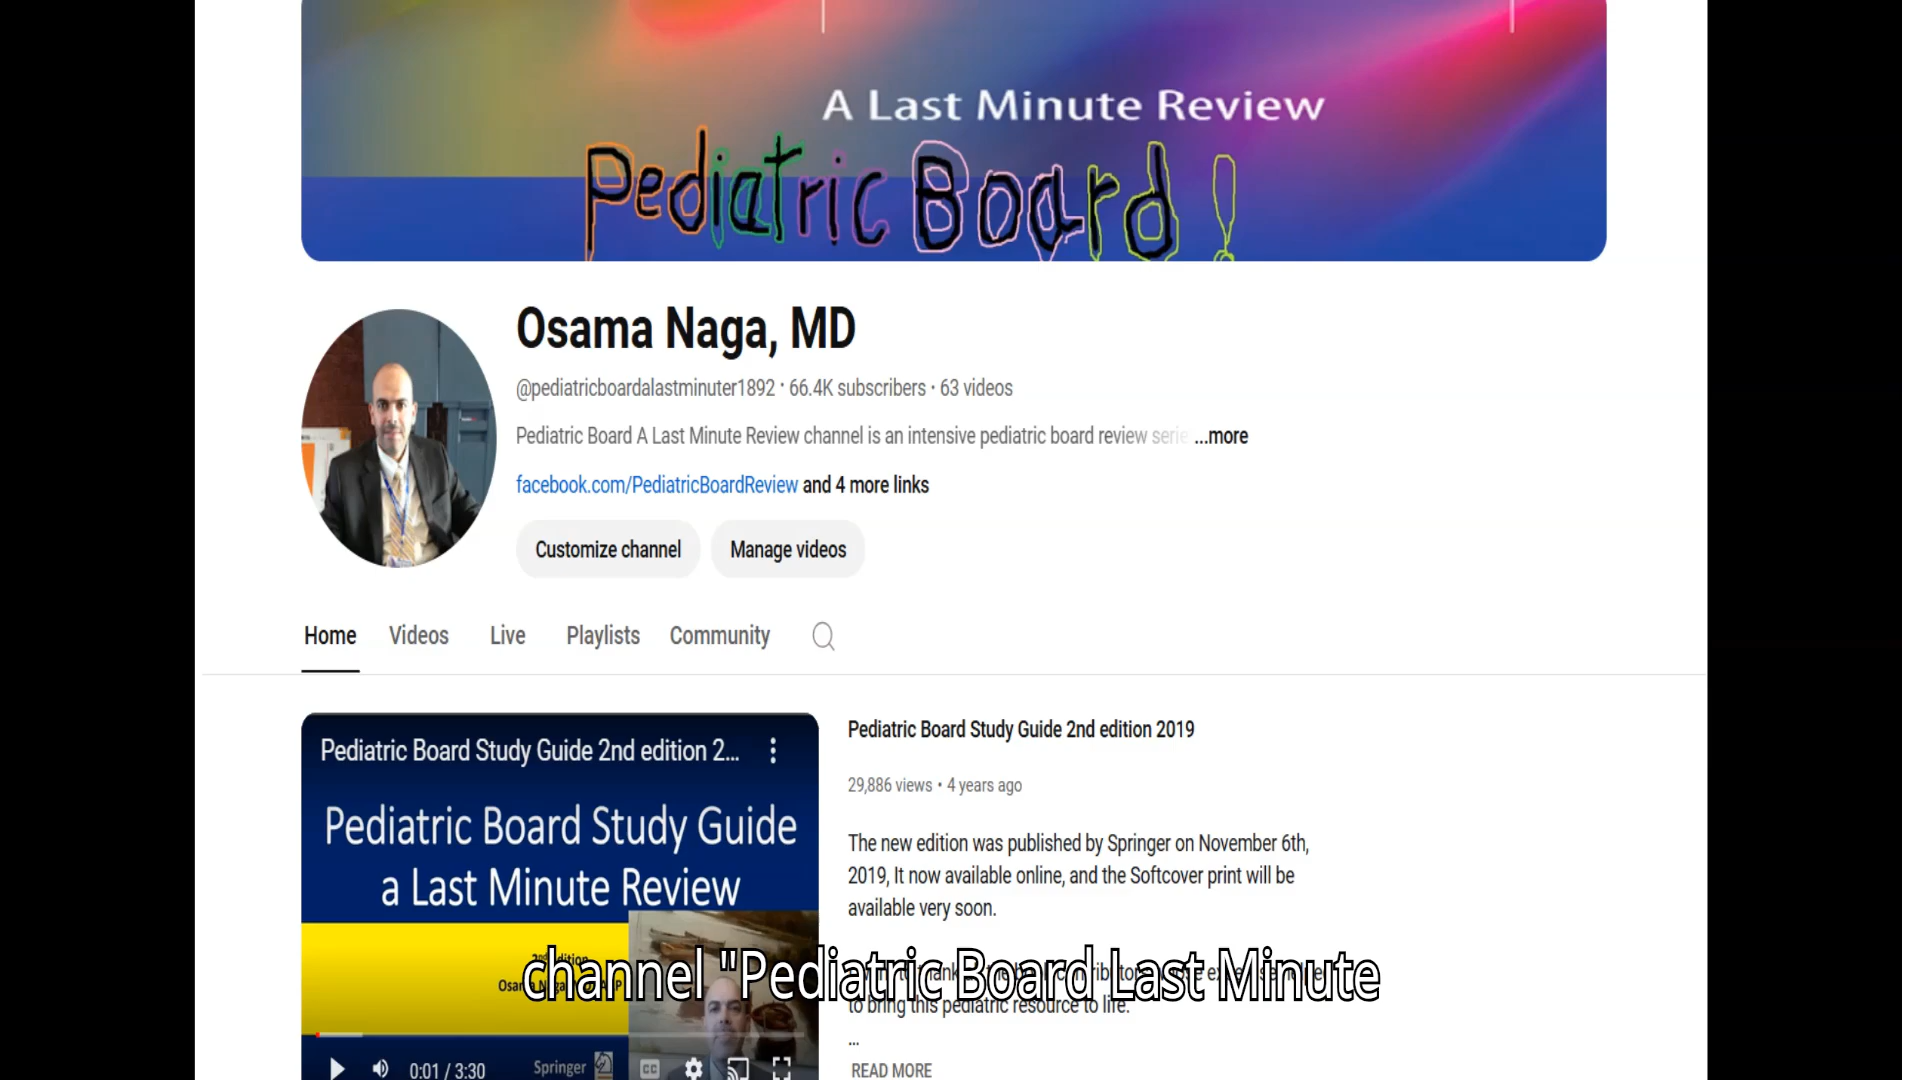 A Last Minute Review
Pediatric Board!
Osama Naga, MD
@pediatricboardalastminuter1892 · 66.4K subscribers · 63 videos
Pediatric Board A Last Minute Review channel is an intensive pediatric board review serie ...more
facebook.com/PediatricBoardReview and 4 more links
Customize channel Manage videos
Home Videos Live Playlists Community
Pediatric Board Study Guide 2nd edition 2...
Pediatric Board Study Guide
a Last Minute Review
Springer
0:01 / 3:30
Pediatric Board Study Guide 2nd edition 2019
29,886 views • 4 years ago
The new edition was published by Springer on November 6th,
2019, It now available online, and the Softcover print will be
available very soon.
to bring this pediatric resource to life.
...
READ MORE
channel "Pediatric Board Last Minute